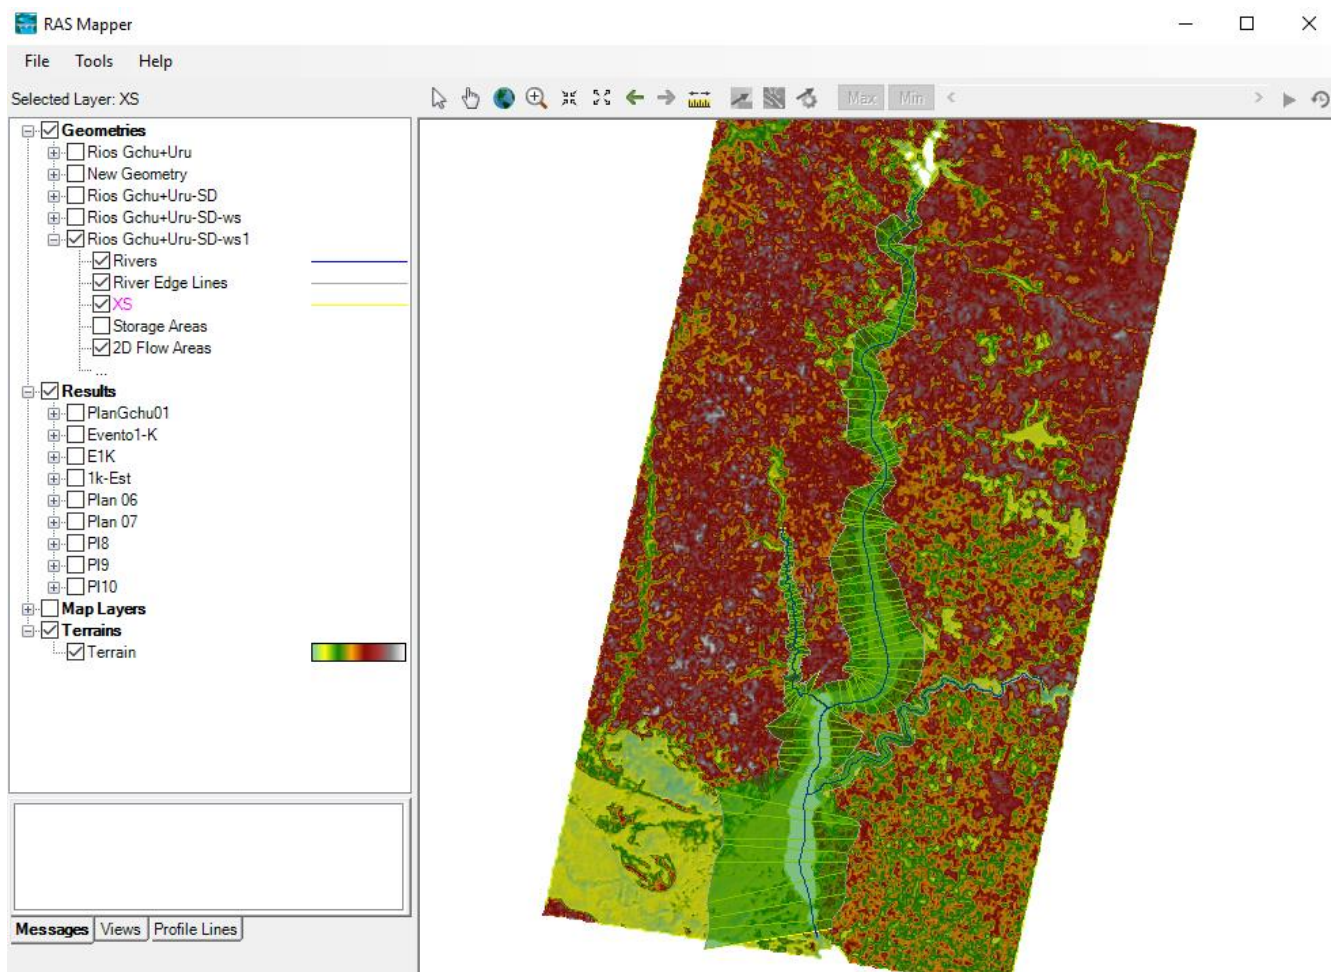 RAS Mapper
File Tools Help
Selected Layer: XS
Max Min
Geometries
Rios Gchu+Uru
New Geometry
Rios Gchu+Uru-SD
Rios Gchu+Uru-SD-ws
Rios Gchu+Uru-SD-ws1
Rivers
River Edge Lines
XS
Storage Areas
2D Flow Areas
...
Results
PlanGchu01
Evento1-K
E1K
1k-Est
Plan 06
Plan 07
Pl8
Pl9
Pl10
Map Layers
Terrains
Terrain
Messages Views Profile Lines